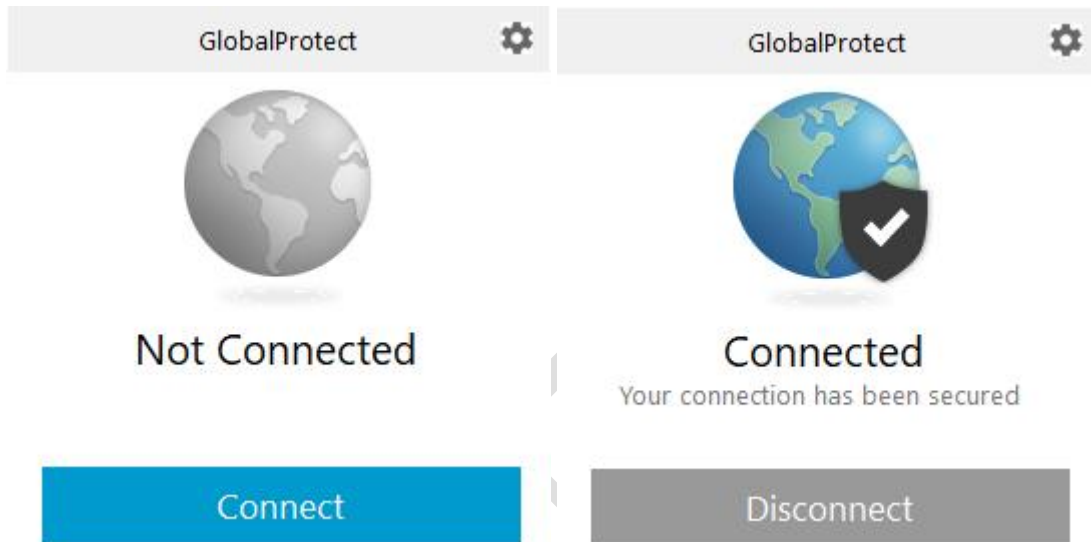 GlobalProtect
Not Connected
Connect
GlobalProtect
Connected
Your connection has been secured
Disconnect